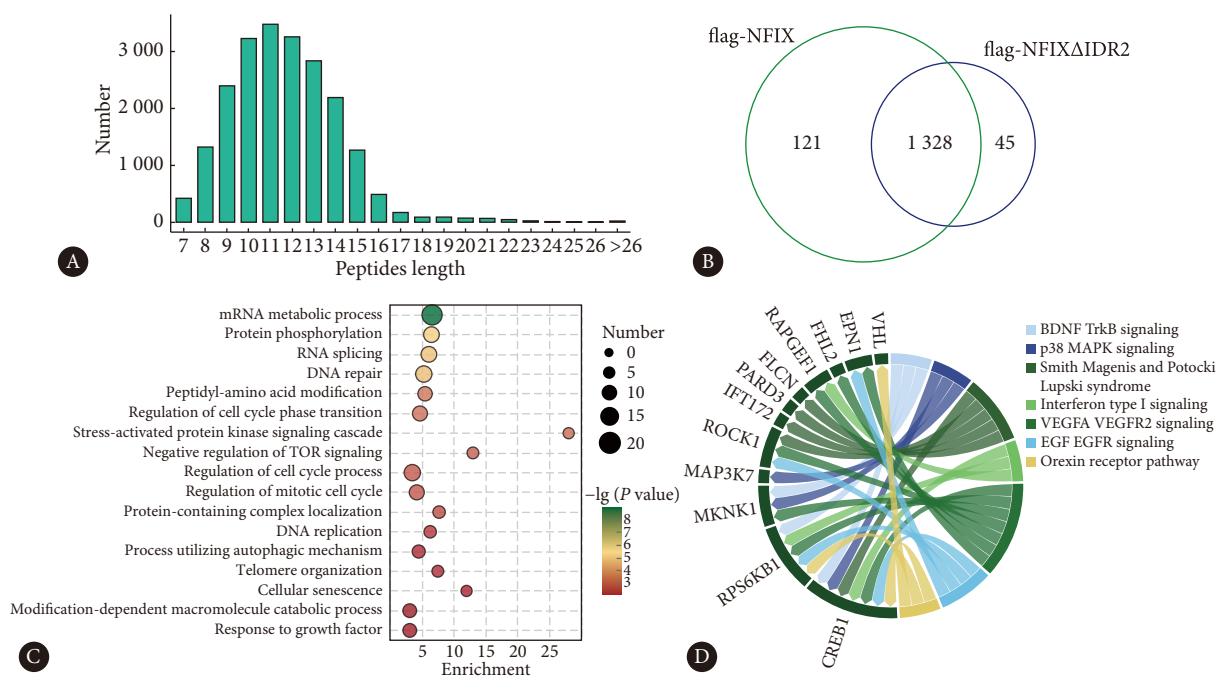 3 000
2 000
1 000
0
Number
7 8 9 10 11 12 13 14 15 16 17 18 19 20 21 22 23 24 25 26 >26
Peptides length
A
flag-NFIX
flag-NFIXΔIDR2
121
1 328
45
B
mRNA metabolic process
Protein phosphorylation
RNA splicing
DNA repair
Peptidyl-amino acid modification
Regulation of cell cycle phase transition
Stress-activated protein kinase signaling cascade
Negative regulation of TOR signaling
Regulation of cell cycle process
Regulation of mitotic cell cycle
Protein-containing complex localization
DNA replication
Process utilizing autophagic mechanism
Telomere organization
Cellular senescence
Modification-dependent macromolecule catabolic process
Response to growth factor
5 10 15 20 25
Enrichment
Number
0
5
10
15
20
−lg (P value)
8
7
6
5
4
3
C
VHL
EPN1
FHL2
RAPGEF1
FLCN
PARD3
IFT172
ROCK1
MAP3K7
MKNK1
RPS6KB1
CREB1
BDNF TrkB signaling
p38 MAPK signaling
Smith Magenis and Potocki
Lupski syndrome
Interferon type I signaling
VEGFA VEGFR2 signaling
EGF EGFR signaling
Orexin receptor pathway
D